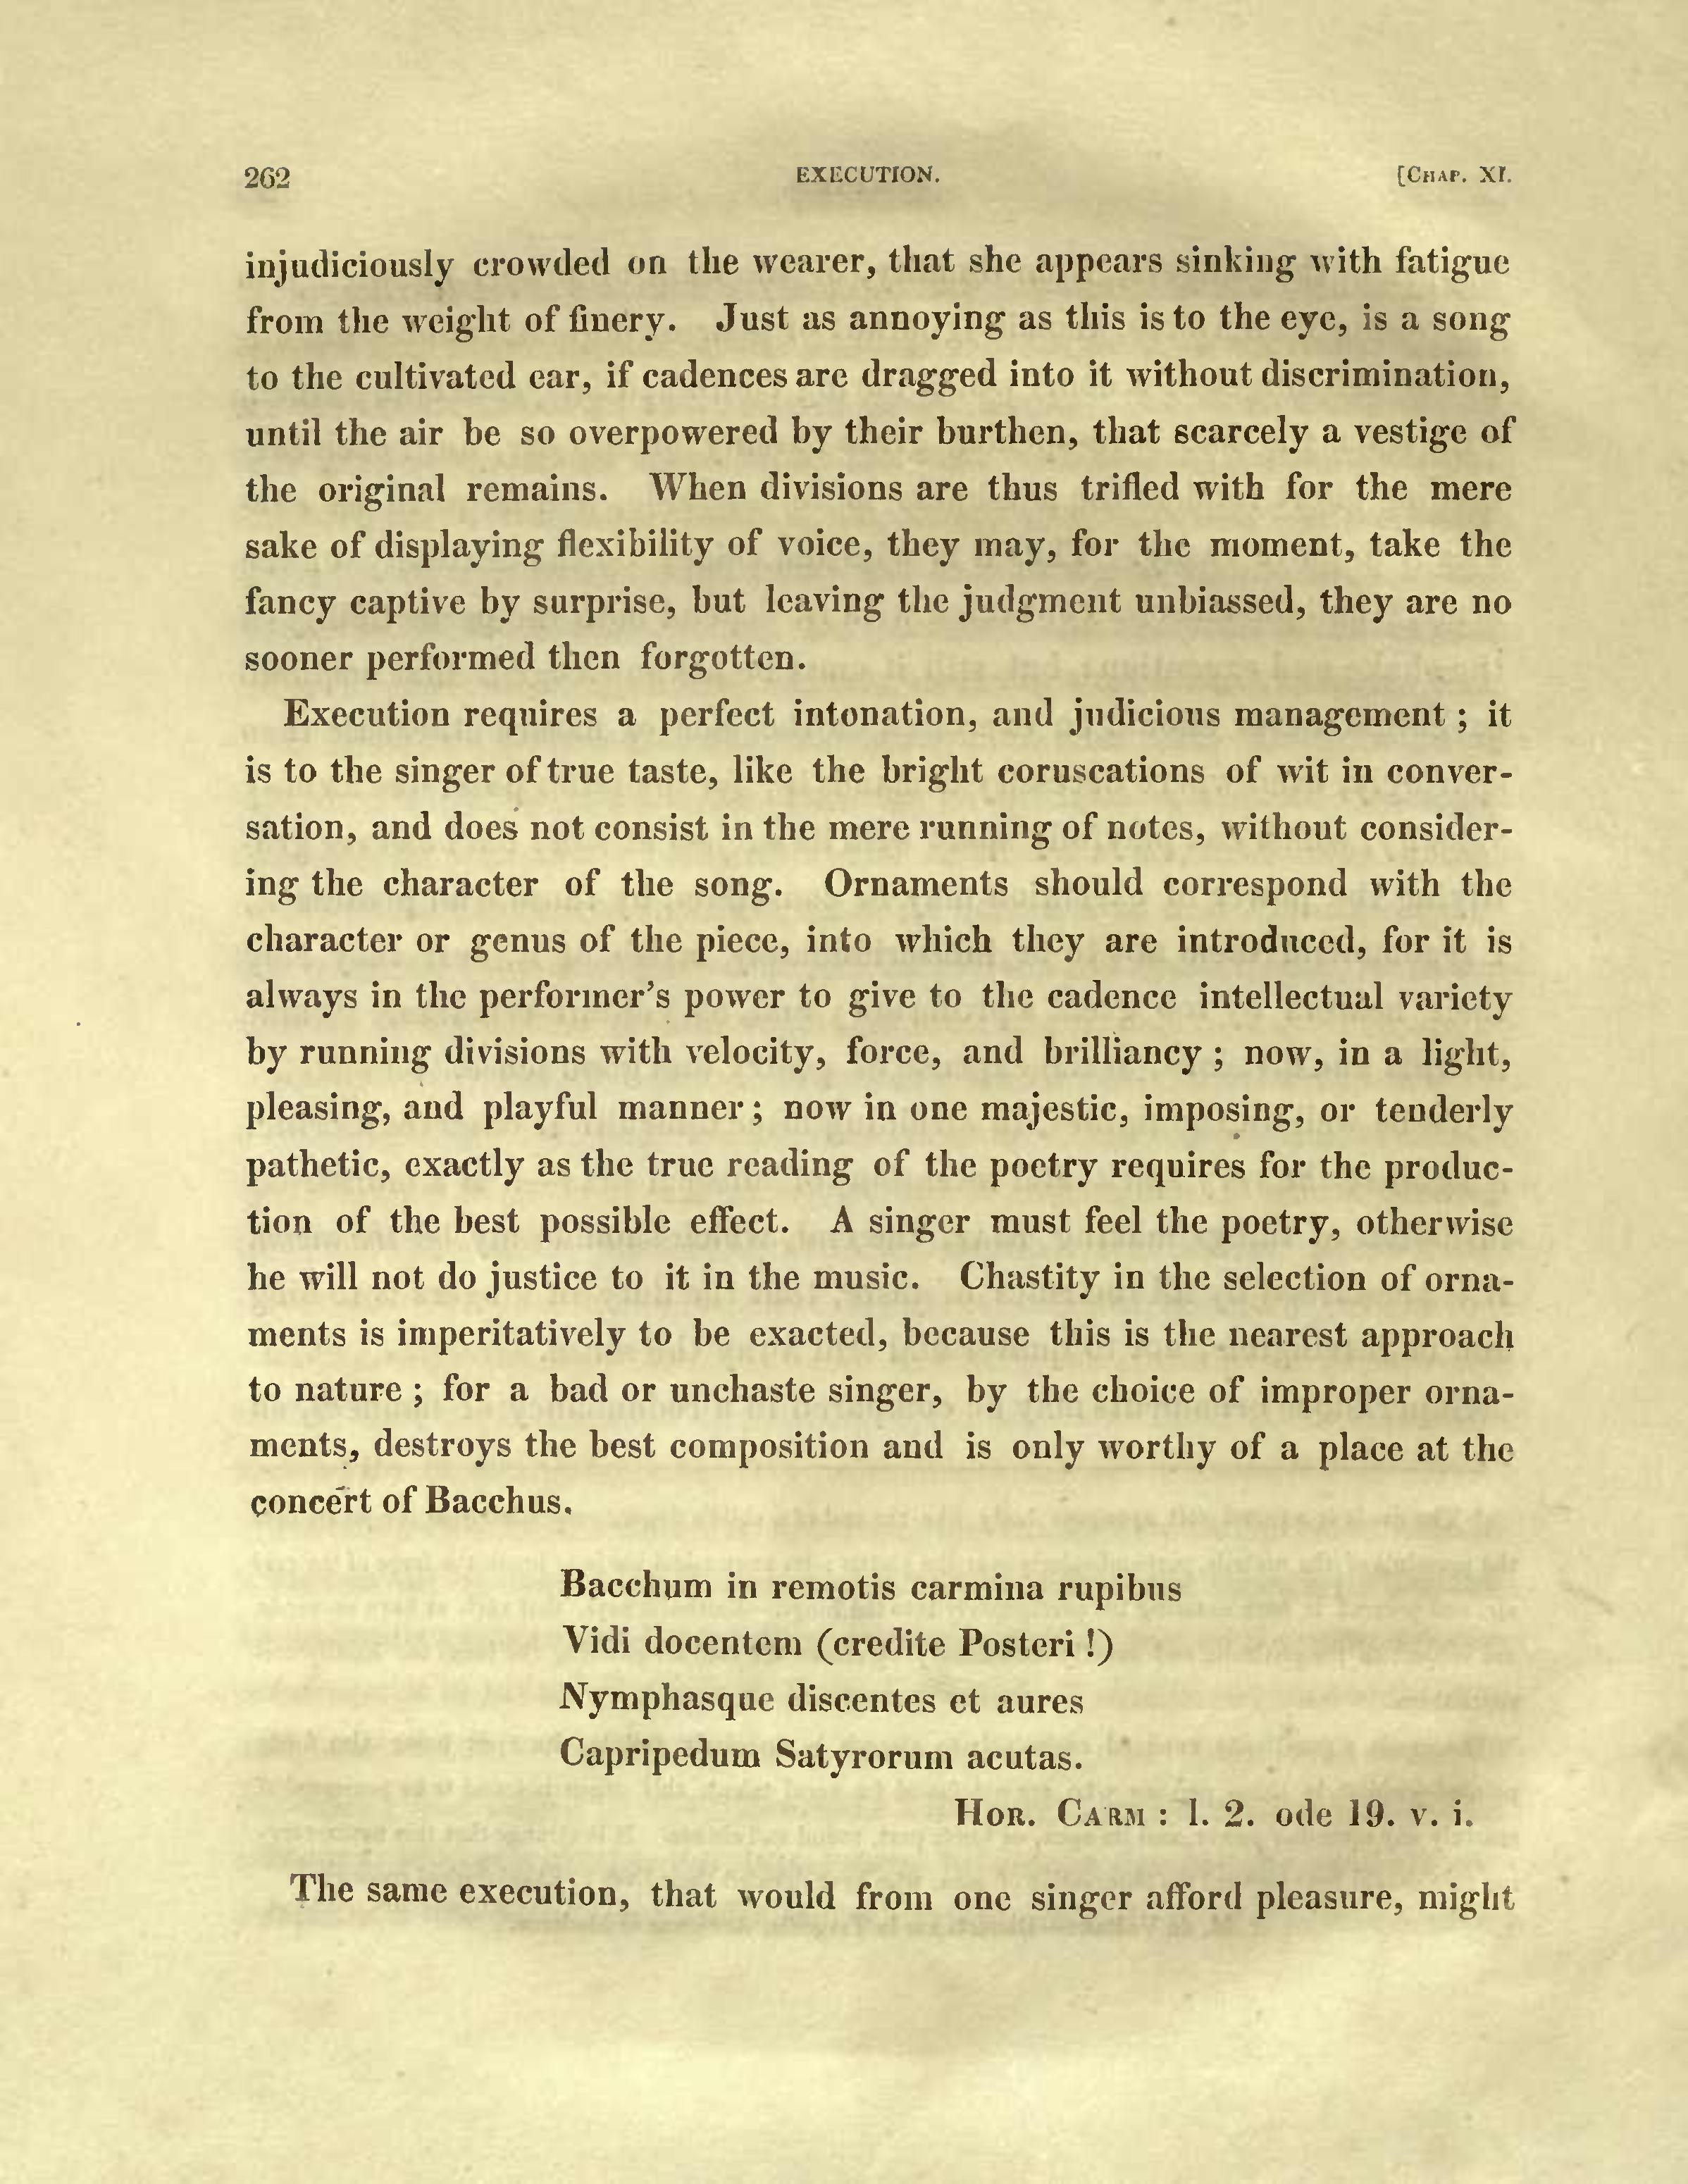 262 EXECUTION. [CHAP. XI.
injudiciously crowded on the wearer, that she appears sinking with fatigue
from the weight of finery. Just as annoying as this is to the eye, is a song
to the cultivated ear, if cadences are dragged into it without discrimination,
until the air be so overpowered by their burthen, that scarcely a vestige of
the original remains. When divisions are thus trifled with for the mere
sake of displaying flexibility of voice, they may, for the moment, take the
fancy captive by surprise, but leaving the judgment unbiassed, they are no
sooner performed then forgotten.
Execution requires a perfect intonation, and judicious management ; it
is to the singer of true taste, like the bright coruscations of wit in conver-
sation, and does not consist in the mere running of notes, without consider-
ing the character of the song. Ornaments should correspond with the
character or genus of the piece, into which they are introduced, for it is
always in the performer's power to give to the cadence intellectual variety
by running divisions with velocity, force, and brilliancy ; now, in a light,
pleasing, and playful manner ; now in one majestic, imposing, or tenderly
pathetic, exactly as the true reading of the poetry requires for the produc-
tion of the best possible effect. A singer must feel the poetry, otherwise
he will not do justice to it in the music. Chastity in the selection of orna-
ments is imperitatively to be exacted, because this is the nearest approach
to nature ; for a bad or unchaste singer, by the choice of improper orna-
ments, destroys the best composition and is only worthy of a place at the
concert of Bacchus.
Bacchum in remotis carmina rupibus
Vidi docentem (credite Posteri !)
Nymphasque discentes et aures
Capripedum Satyrorum acutas.
HOR. CARM : l. 2. ode 19. v. i.
The same execution, that would from one singer afford pleasure, might